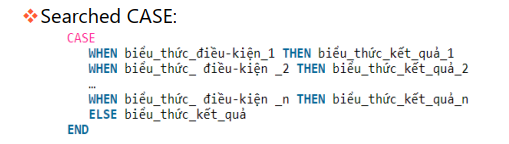 ❖Searched CASE:
CASE
WHEN biểu_thức_điều-kiện_1 THEN biểu_thức_kết_quả_1
WHEN biểu_thức_ điều-kiện _2 THEN biểu_thức_kết_quả_2
…
WHEN biểu_thức_ điều-kiện _n THEN biểu_thức_kết_quả_n
ELSE biểu_thức_kết_quả
END